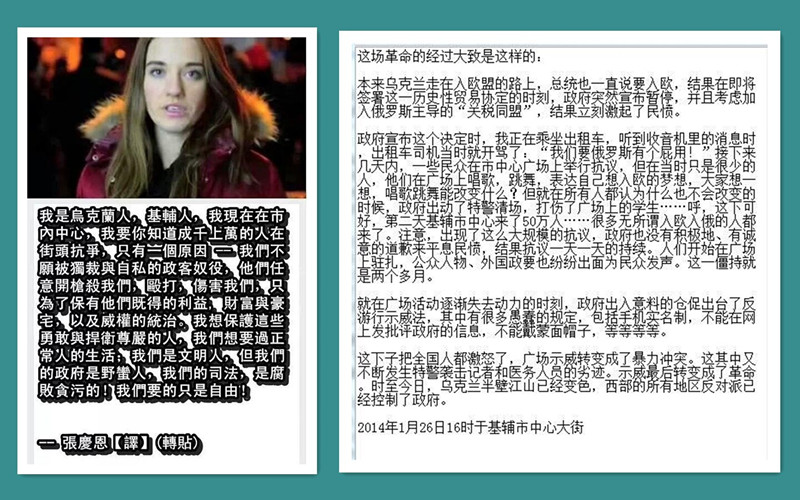 我是烏克蘭人，基輔人，我現在在市
內中心，我要你知道成千上萬的人在
街頭抗爭，只有一個原因 — 我們不
願被獨裁與自私的政客奴役，他們任
意開槍殺我們，毆打，傷害我們，只
為了保有他們既得的利益，財富與豪
宅，以及威權的統治。我想保護這些
勇敢與捍衛尊嚴的人，我們想要過正
常人的生活。我們是文明人，但我們
的政府是野蠻人，我們的司法，是腐
敗貪污的！我們要的只是自由！
— 張慶恩【譯】(轉貼)
这场革命的经过大致是这样的：
本来乌克兰走在入欧盟的路上，总统也一直说要入欧，结果在即将
签署这一历史性贸易协定的时刻，政府突然宣布暂停，并且考虑加
入俄罗斯主导的“关税同盟”，结果立刻激起了民愤。
政府宣布这个决定时，我正在乘坐出租车，听到收音机里的消息时
，出租车司机当时就开骂了：“我们要俄罗斯有个屁用！”接下来
几天内，一些民众在市中心广场上举行抗议，但在当时只是很少的
人，他们在广场上唱歌，跳舞，表达自己想入欧的梦想，大家想一
想，唱歌跳舞能改变什么？但就在所有人都认为什么也不会改变的
时候，政府出动了特警清场，打伤了广场上的学生……呼，这下可
好，第二天基辅市中心来了50万人……很多无所谓入欧入俄的人都
来了。注意，出现了这么大规模的抗议，政府也没有积极地、有诚
意的道歉来平息民愤，结果抗议一天一天的持续。人们开始在广场
上驻扎，公众人物、外国政要也纷纷出面为民众发声。这一僵持就
是两个多月。
就在广场活动逐渐失去动力的时刻，政府出人意料的仓促出台了反
游行示威法，其中有很多愚蠢的规定，包括手机实名制，不能在网
上发批评政府的信息，不能戴蒙面帽子，等等等等。
这下子把全国人都激怒了，广场示威转变成了暴力冲突。这其中又
不断发生特警袭击记者和医务人员的劣迹。示威最后转变成了革命
。时至今日，乌克兰半壁江山已经变色，西部的所有地区反对派已
经控制了政府。
2014年1月26日16时于基辅市中心大街